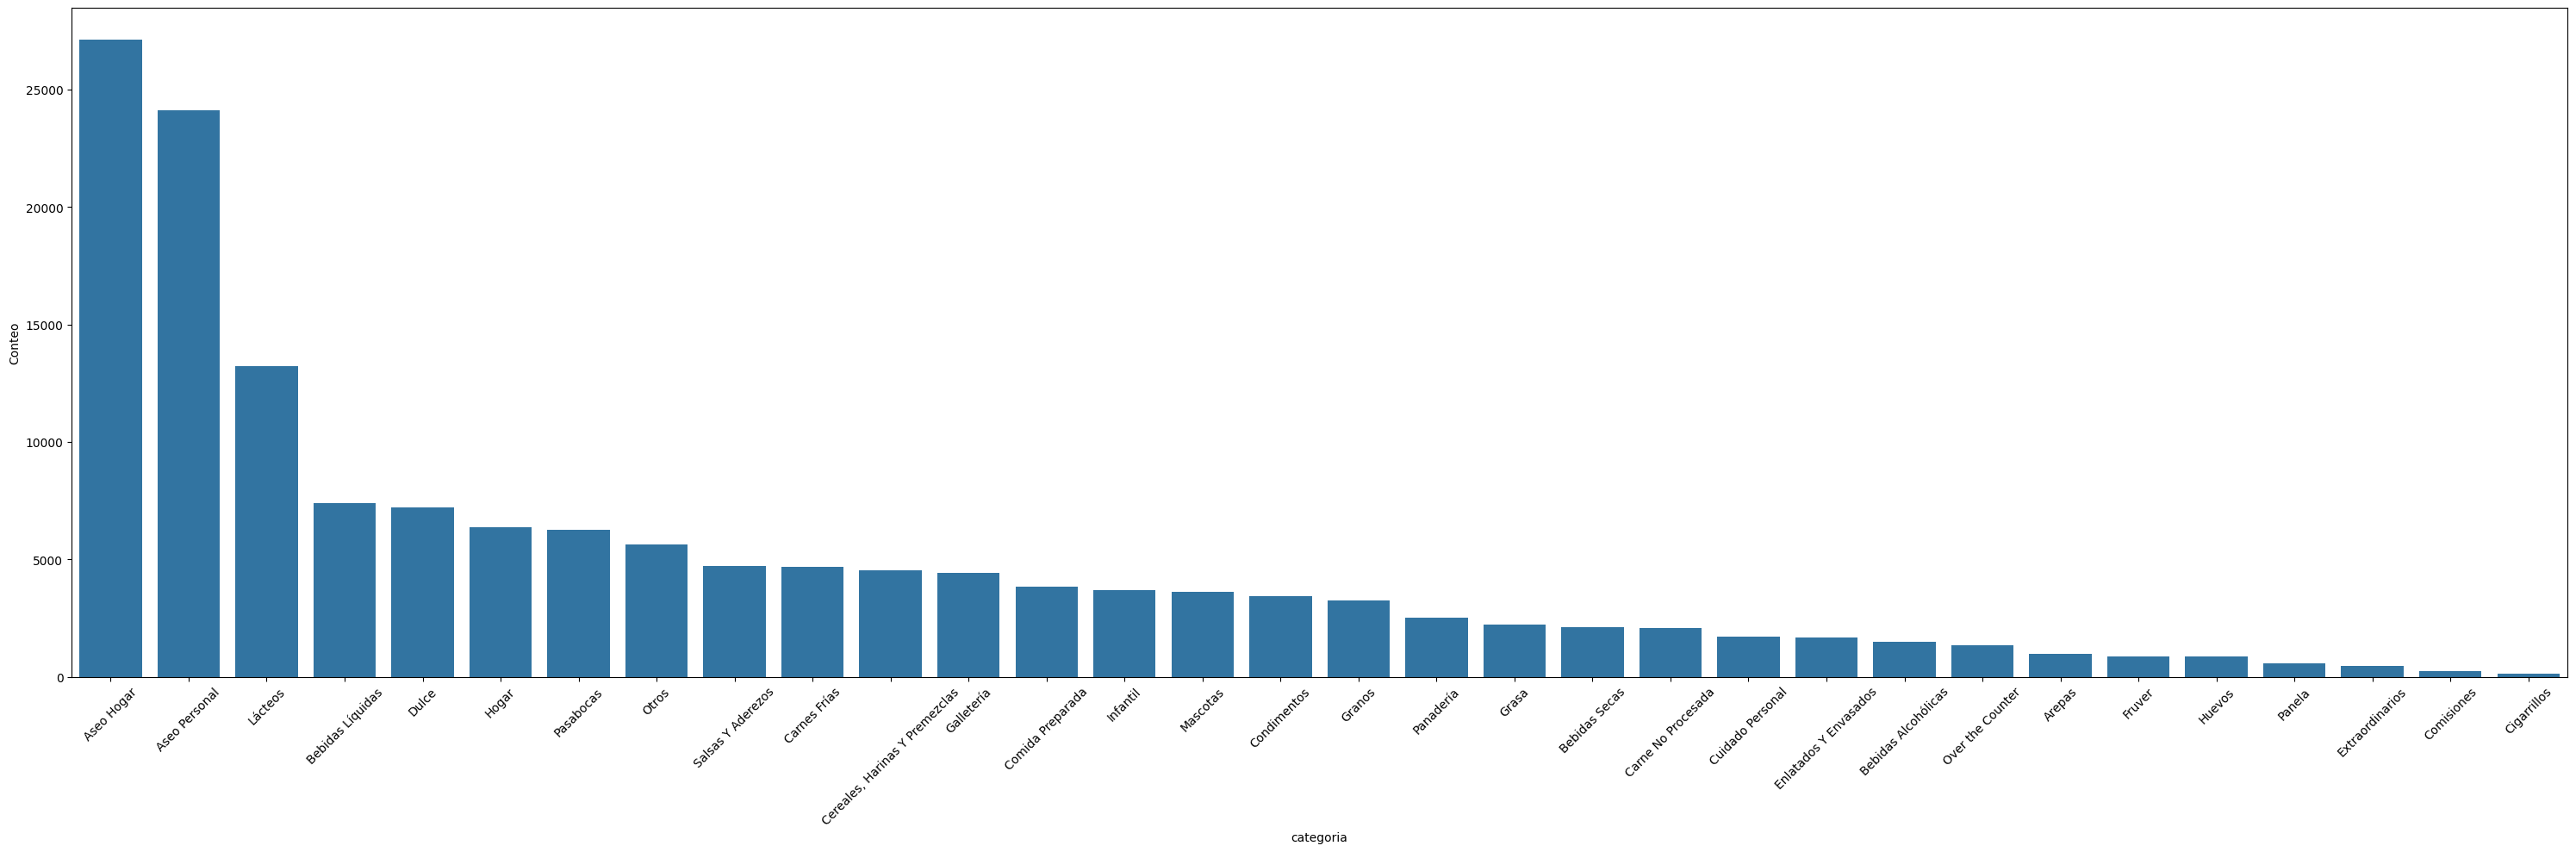 25000
20000
15000
10000
5000
0
Conteo
Aseo Hogar
Aseo Personal
Lácteos
Bebidas Líquidas
Dulce
Hogar
Pasabocas
Otros
Salsas Y Aderezos
Carnes Frías
Cereales, Harinas Y Premezclas
Galletería
Comida Preparada
Infantil
Mascotas
Condimentos
Granos
Panadería
Grasa
Bebidas Secas
Carne No Procesada
Cuidado Personal
Enlatados Y Envasados
Bebidas Alcohólicas
Over the Counter
Arepas
Fruver
Huevos
Panela
Extraordinarios
Comisiones
Cigarrillos
categoria